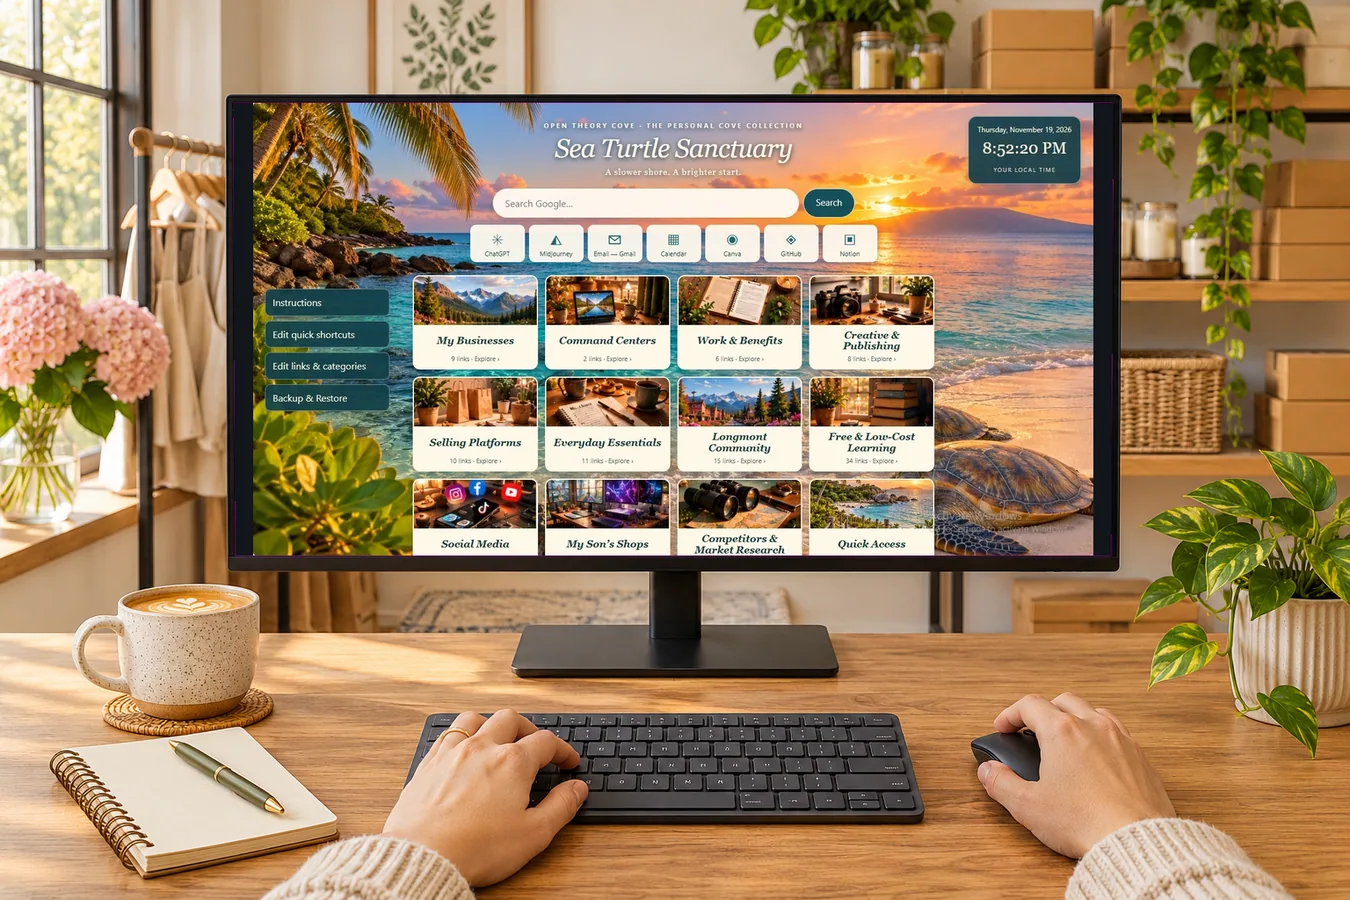 OPEN THEORY COVE · THE PERSONAL COVE COLLECTION
Sea Turtle Sanctuary
A slower shore. A brighter start.
Thursday, November 19, 2026
8:52:20 PM
YOUR LOCAL TIME
Search Google...
Search
ChatGPT
Midjourney
Email — Gmail
Calendar
Canva
GitHub
Notion
Instructions
Edit quick shortcuts
Edit links & categories
Backup & Restore
My Businesses
9 links · Explore ›
Command Centers
2 links · Explore ›
Work & Benefits
6 links · Explore ›
Creative &
Publishing
8 links · Explore ›
Selling Platforms
10 links · Explore ›
Everyday Essentials
11 links · Explore ›
Longmont
Community
15 links · Explore ›
Free & Low-Cost
Learning
34 links · Explore ›
Social Media
My Son's Shops
Competitors &
Market Research
Quick Access